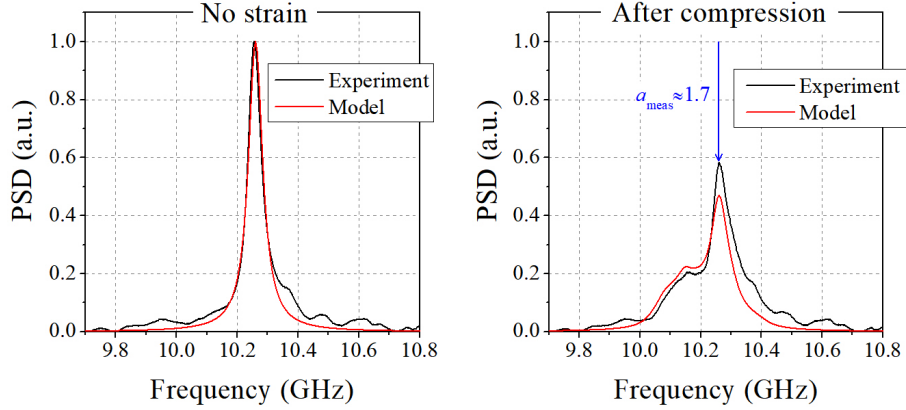 No strain
1.0
0.8
0.6
0.4
0.2
0.0
PSD (a.u.)
Experiment
Model
9.8 10.0 10.2 10.4 10.6 10.8
Frequency (GHz)
After compression
1.0
0.8
0.6
0.4
0.2
0.0
PSD (a.u.)
a_meas≈1.7
Experiment
Model
9.8 10.0 10.2 10.4 10.6 10.8
Frequency (GHz)